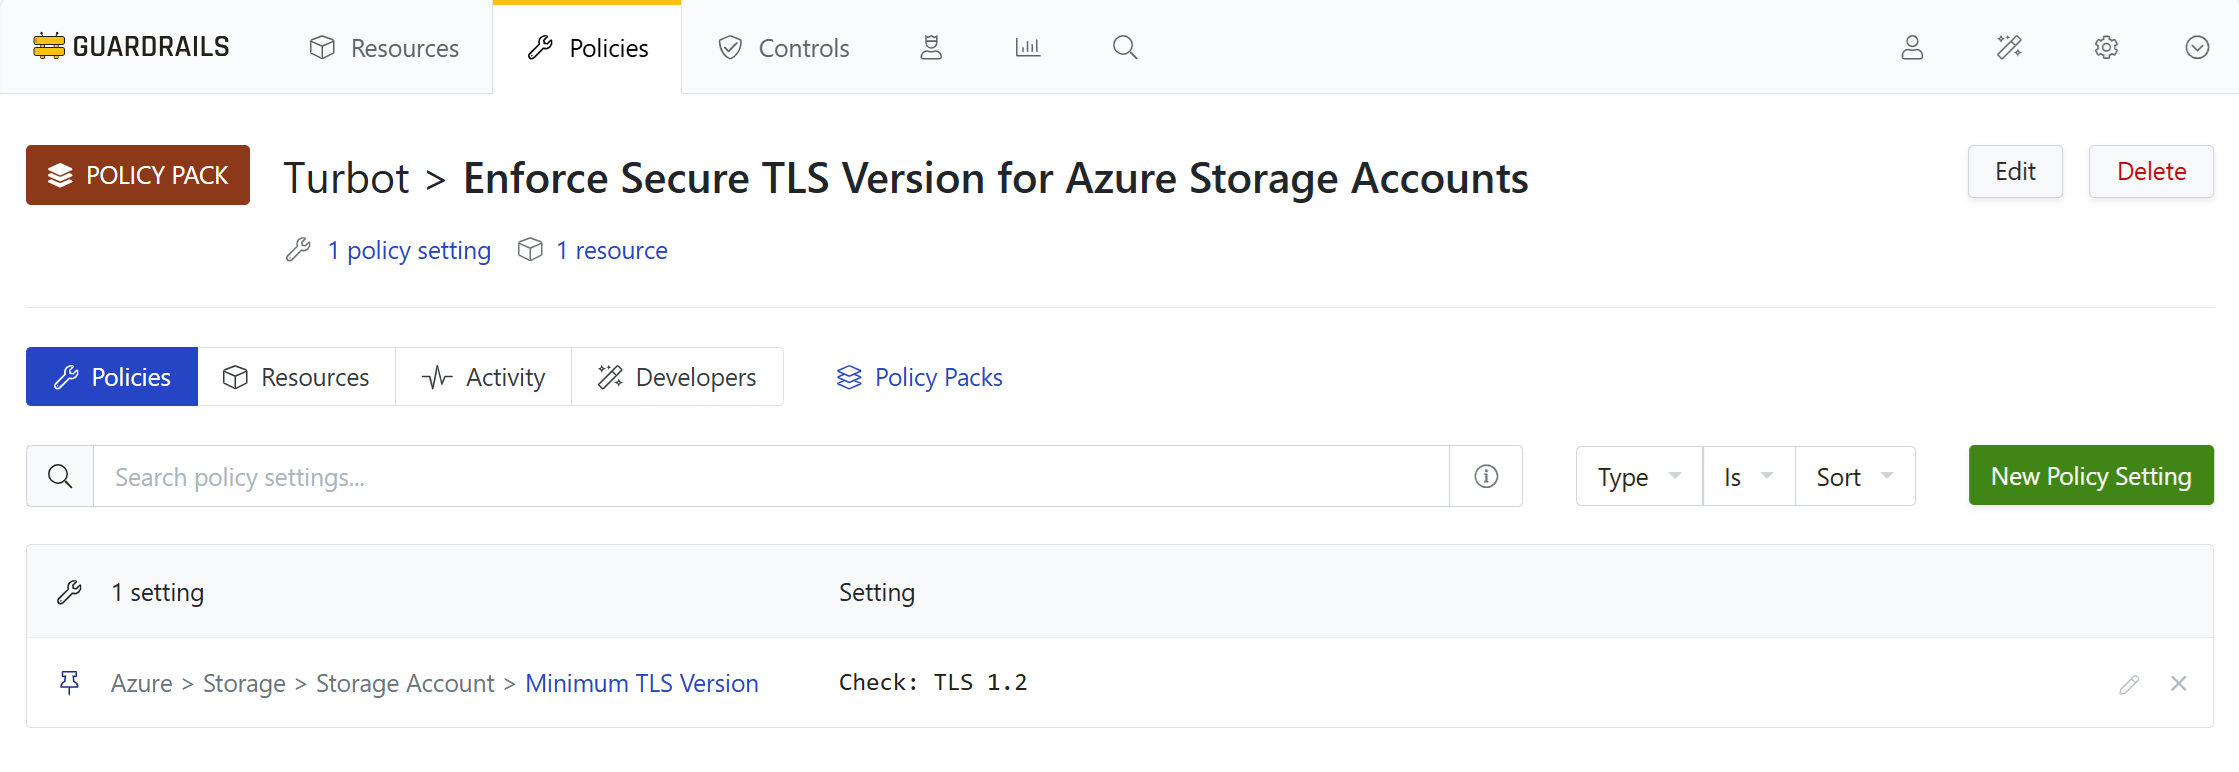 GUARDRAILS Resources Policies Controls
POLICY PACK Turbot > Enforce Secure TLS Version for Azure Storage Accounts Edit Delete
1 policy setting 1 resource
Policies Resources Activity Developers Policy Packs
Search policy settings... Type Is Sort New Policy Setting
1 setting Setting
Azure > Storage > Storage Account > Minimum TLS Version Check: TLS 1.2